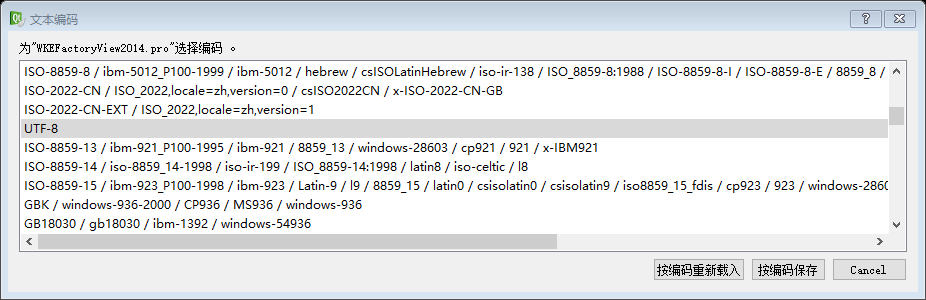 文本编码
为"WKEFactoryView2014.pro"选择编码 。
ISO-8859-8 / ibm-5012_P100-1999 / ibm-5012 / hebrew / csISOLatinHebrew / iso-ir-138 / ISO_8859-8:1988 / ISO-8859-8-I / ISO-8859-8-E / 8859_8 /
ISO-2022-CN / ISO_2022,locale=zh,version=0 / csISO2022CN / x-ISO-2022-CN-GB
ISO-2022-CN-EXT / ISO_2022,locale=zh,version=1
UTF-8
ISO-8859-13 / ibm-921_P100-1995 / ibm-921 / 8859_13 / windows-28603 / cp921 / 921 / x-IBM921
ISO-8859-14 / iso-8859_14-1998 / iso-ir-199 / ISO_8859-14:1998 / latin8 / iso-celtic / l8
ISO-8859-15 / ibm-923_P100-1998 / ibm-923 / Latin-9 / l9 / 8859_15 / latin0 / csisolatin0 / csisolatin9 / iso8859_15_fdis / cp923 / 923 / windows-2860
GBK / windows-936-2000 / CP936 / MS936 / windows-936
GB18030 / gb18030 / ibm-1392 / windows-54936
按编码重新载入 按编码保存 Cancel